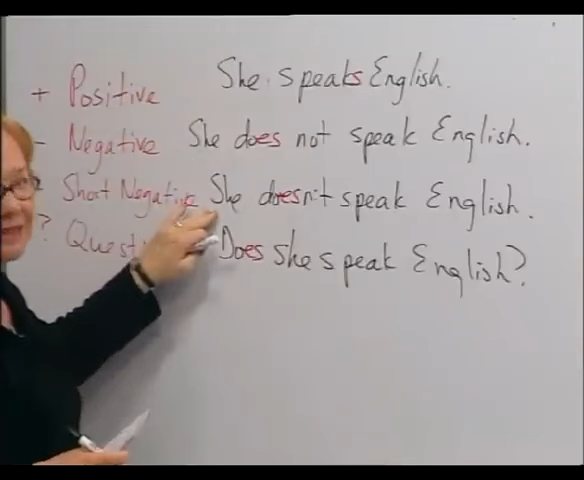 + Positive She speaks English.
- Negative She does not speak English.
Short Negative She doesn't speak English.
? Quest Does she speak English?